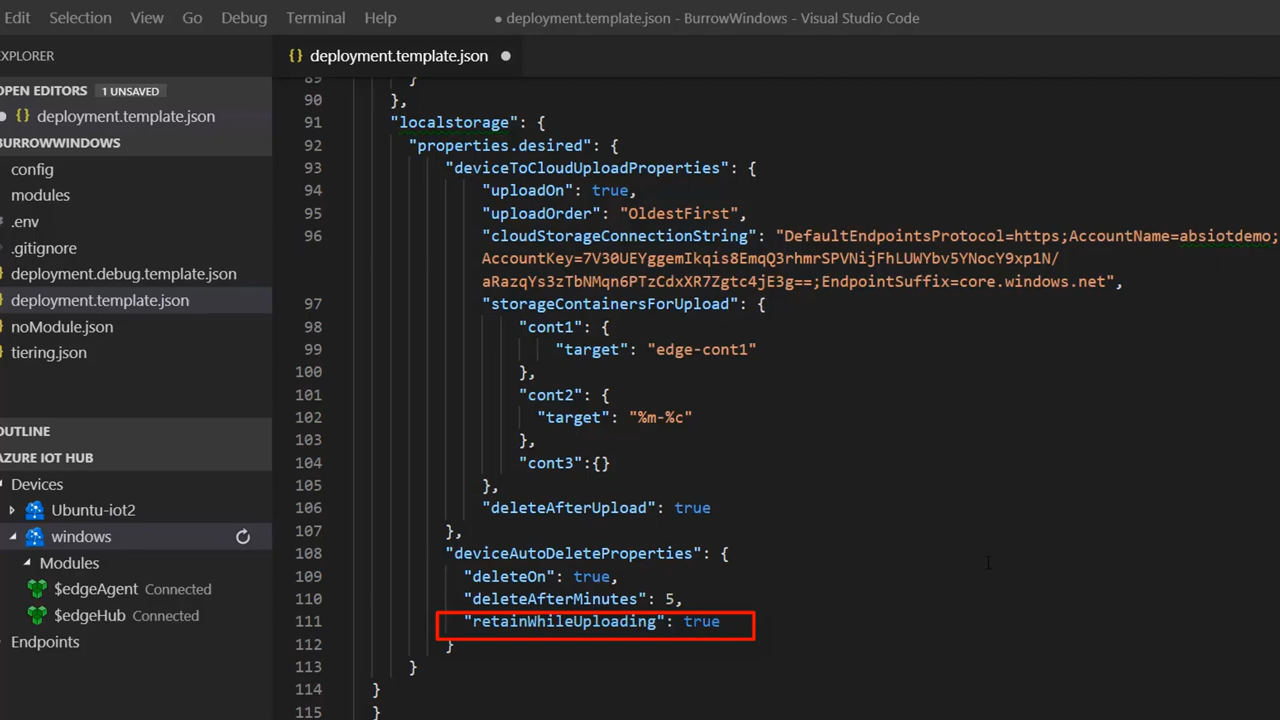 Edit Selection View Go Debug Terminal Help ● deployment.template.json - BurrowWindows - Visual Studio Code
EXPLORER
OPEN EDITORS 1 UNSAVED
● {} deployment.template.json
BURROWWINDOWS
config
modules
.env
.gitignore
{} deployment.debug.template.json
{} deployment.template.json
{} noModule.json
{} tiering.json
OUTLINE
AZURE IOT HUB
Devices
Ubuntu-iot2
windows
Modules
$edgeAgent Connected
$edgeHub Connected
Endpoints
{} deployment.template.json ●
89 }
90 },
91 "localstorage": {
92 "properties.desired": {
93 "deviceToCloudUploadProperties": {
94 "uploadOn": true,
95 "uploadOrder": "OldestFirst",
96 "cloudStorageConnectionString": "DefaultEndpointsProtocol=https;AccountName=absiotdemo;
AccountKey=7V30UEYggemIkqis8EmqQ3rhmrSPVNijFhLUWYbv5YNocY9xp1N/
aRazqYs3zTbNMqn6PTzCdxXR7Zgtc4jE3g==;EndpointSuffix=core.windows.net",
97 "storageContainersForUpload": {
98 "cont1": {
99 "target": "edge-cont1"
100 },
101 "cont2": {
102 "target": "%m-%c"
103 },
104 "cont3":{}
105 },
106 "deleteAfterUpload": true
107 },
108 "deviceAutoDeleteProperties": {
109 "deleteOn": true,
110 "deleteAfterMinutes": 5,
111 "retainWhileUploading": true
112 }
113 }
114 }
115 }